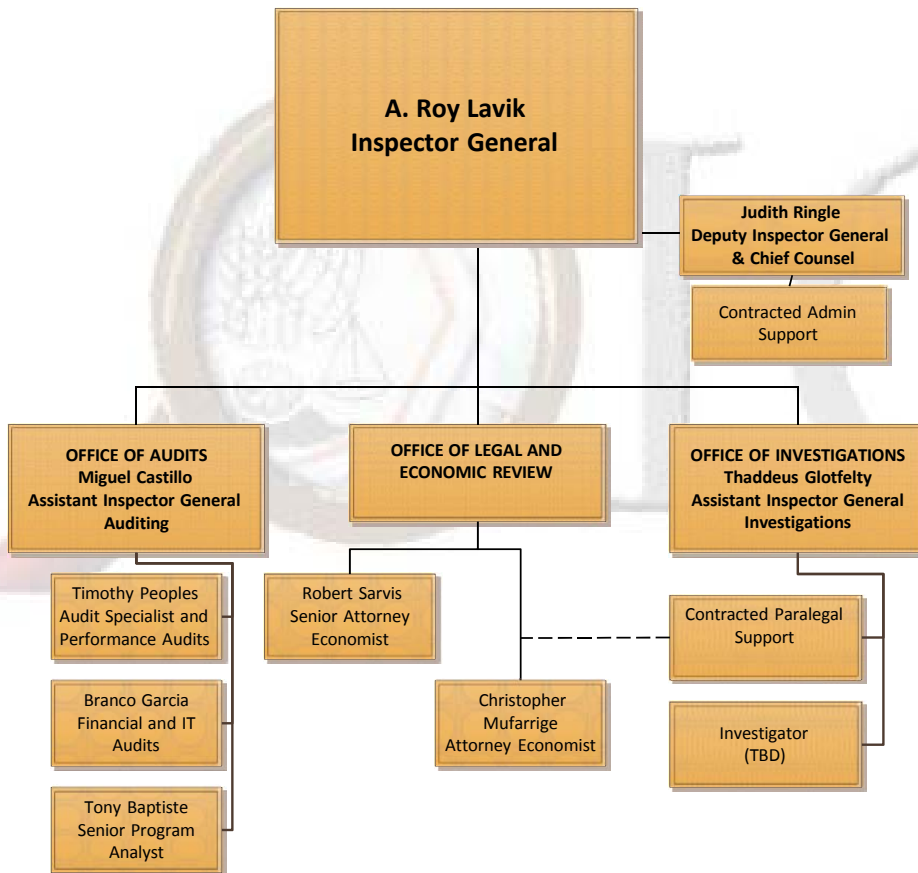 A. Roy Lavik
Inspector General
Judith Ringle
Deputy Inspector General
& Chief Counsel
Contracted Admin
Support
OFFICE OF AUDITS
Miguel Castillo
Assistant Inspector General
Auditing
OFFICE OF LEGAL AND
ECONOMIC REVIEW
OFFICE OF INVESTIGATIONS
Thaddeus Glotfelty
Assistant Inspector General
Investigations
Timothy Peoples
Audit Specialist and
Performance Audits
Robert Sarvis
Senior Attorney
Economist
Contracted Paralegal
Support
Branco Garcia
Financial and IT
Audits
Christopher
Mufarrige
Attorney Economist
Investigator
(TBD)
Tony Baptiste
Senior Program
Analyst